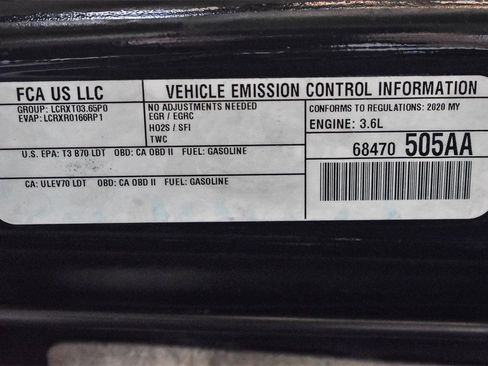 FCA US LLC
VEHICLE EMISSION CONTROL INFORMATION
GROUP: LCRXT03.65P0
EVAP: LCRXR0166RP1
NO ADJUSTMENTS NEEDED
EGR / EGRC
HO2S / SFI
TWC
CONFORMS TO REGULATIONS: 2020 MY
ENGINE: 3.6L
U.S. EPA: T3 B70 LDT OBD: CA OBD II FUEL: GASOLINE
CA: ULEV70 LDT OBD: CA OBD II FUEL: GASOLINE
68470 505AA